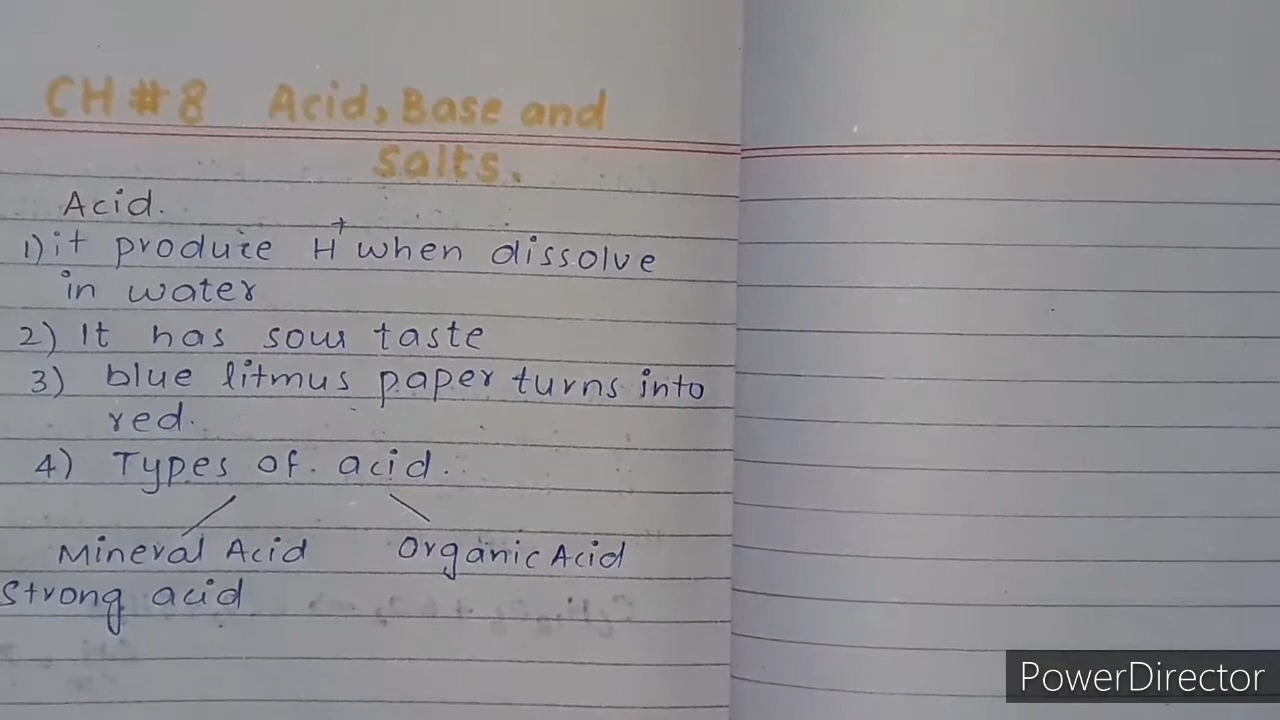 CH # 8 Acid, Base and
salts.
Acid.
1) it produce H+ when dissolve
in water
2) It has sour taste
3) blue litmus paper turns into
red.
4) Types of. acid.
Mineral Acid Organic Acid
Strong acid
PowerDirector